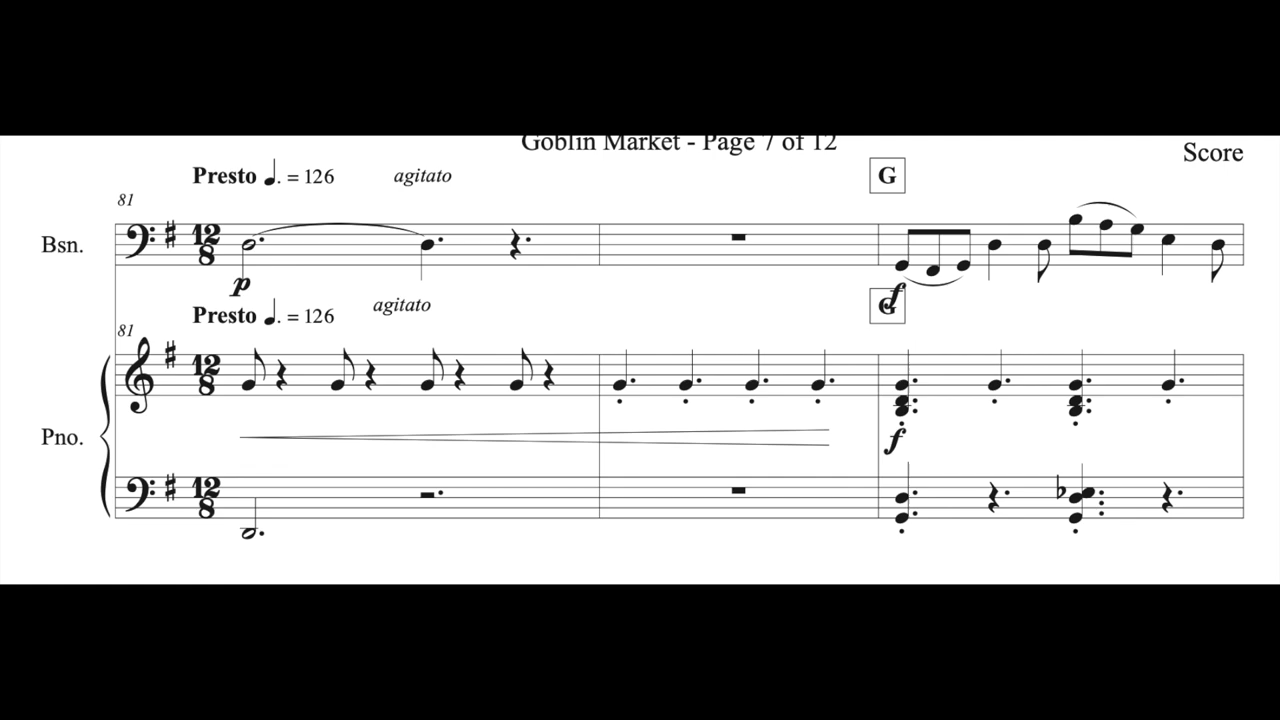 Goblin Market - Page 7 of 12
Score
Presto ♩. = 126 agitato
G
81
Bsn.
12
8
p
f
Presto ♩. = 126 agitato
G
81
Pno.
12
8
f
12
8